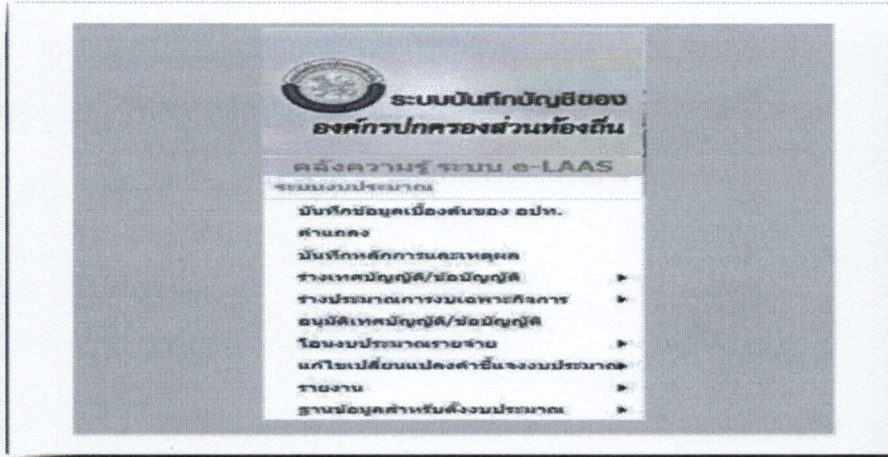 ระบบบันทึกบัญชีของ
องค์กรปกครองส่วนท้องถิ่น
คลังความรู้ ระบบ e-LAAS
ระบบงบประมาณ
บันทึกข้อมูลเบื้องต้นของ อปท.
คำแถลง
บันทึกหลักการและเหตุผล
ร่างเทศบัญญัติ/ข้อบัญญัติ
ร่างประมาณการงบเฉพาะกิจการ
อนุมัติเทศบัญญัติ/ข้อบัญญัติ
โอนงบประมาณรายจ่าย
แก้ไขเปลี่ยนแปลงคำชี้แจงงบประมาณ
รายงาน
ฐานข้อมูลสำหรับตั้งงบประมาณ